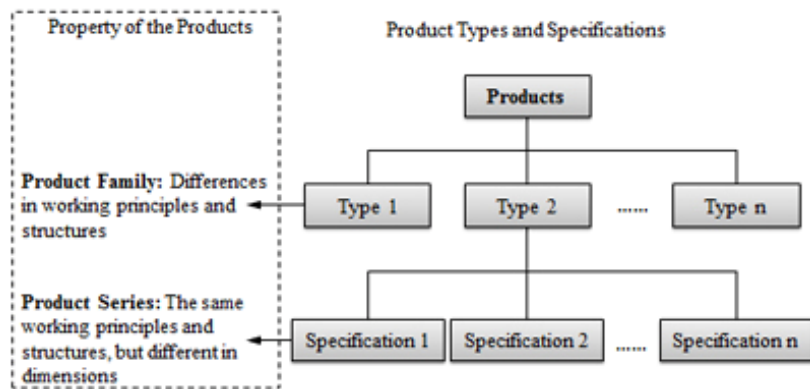 Property of the Products
Product Types and Specifications
Products
Product Family: Differences
in working principles and
structures
Type 1
Type 2
......
Type n
Product Series: The same
working principles and
structures, but different in
dimensions
Specification 1
Specification 2
......
Specification n